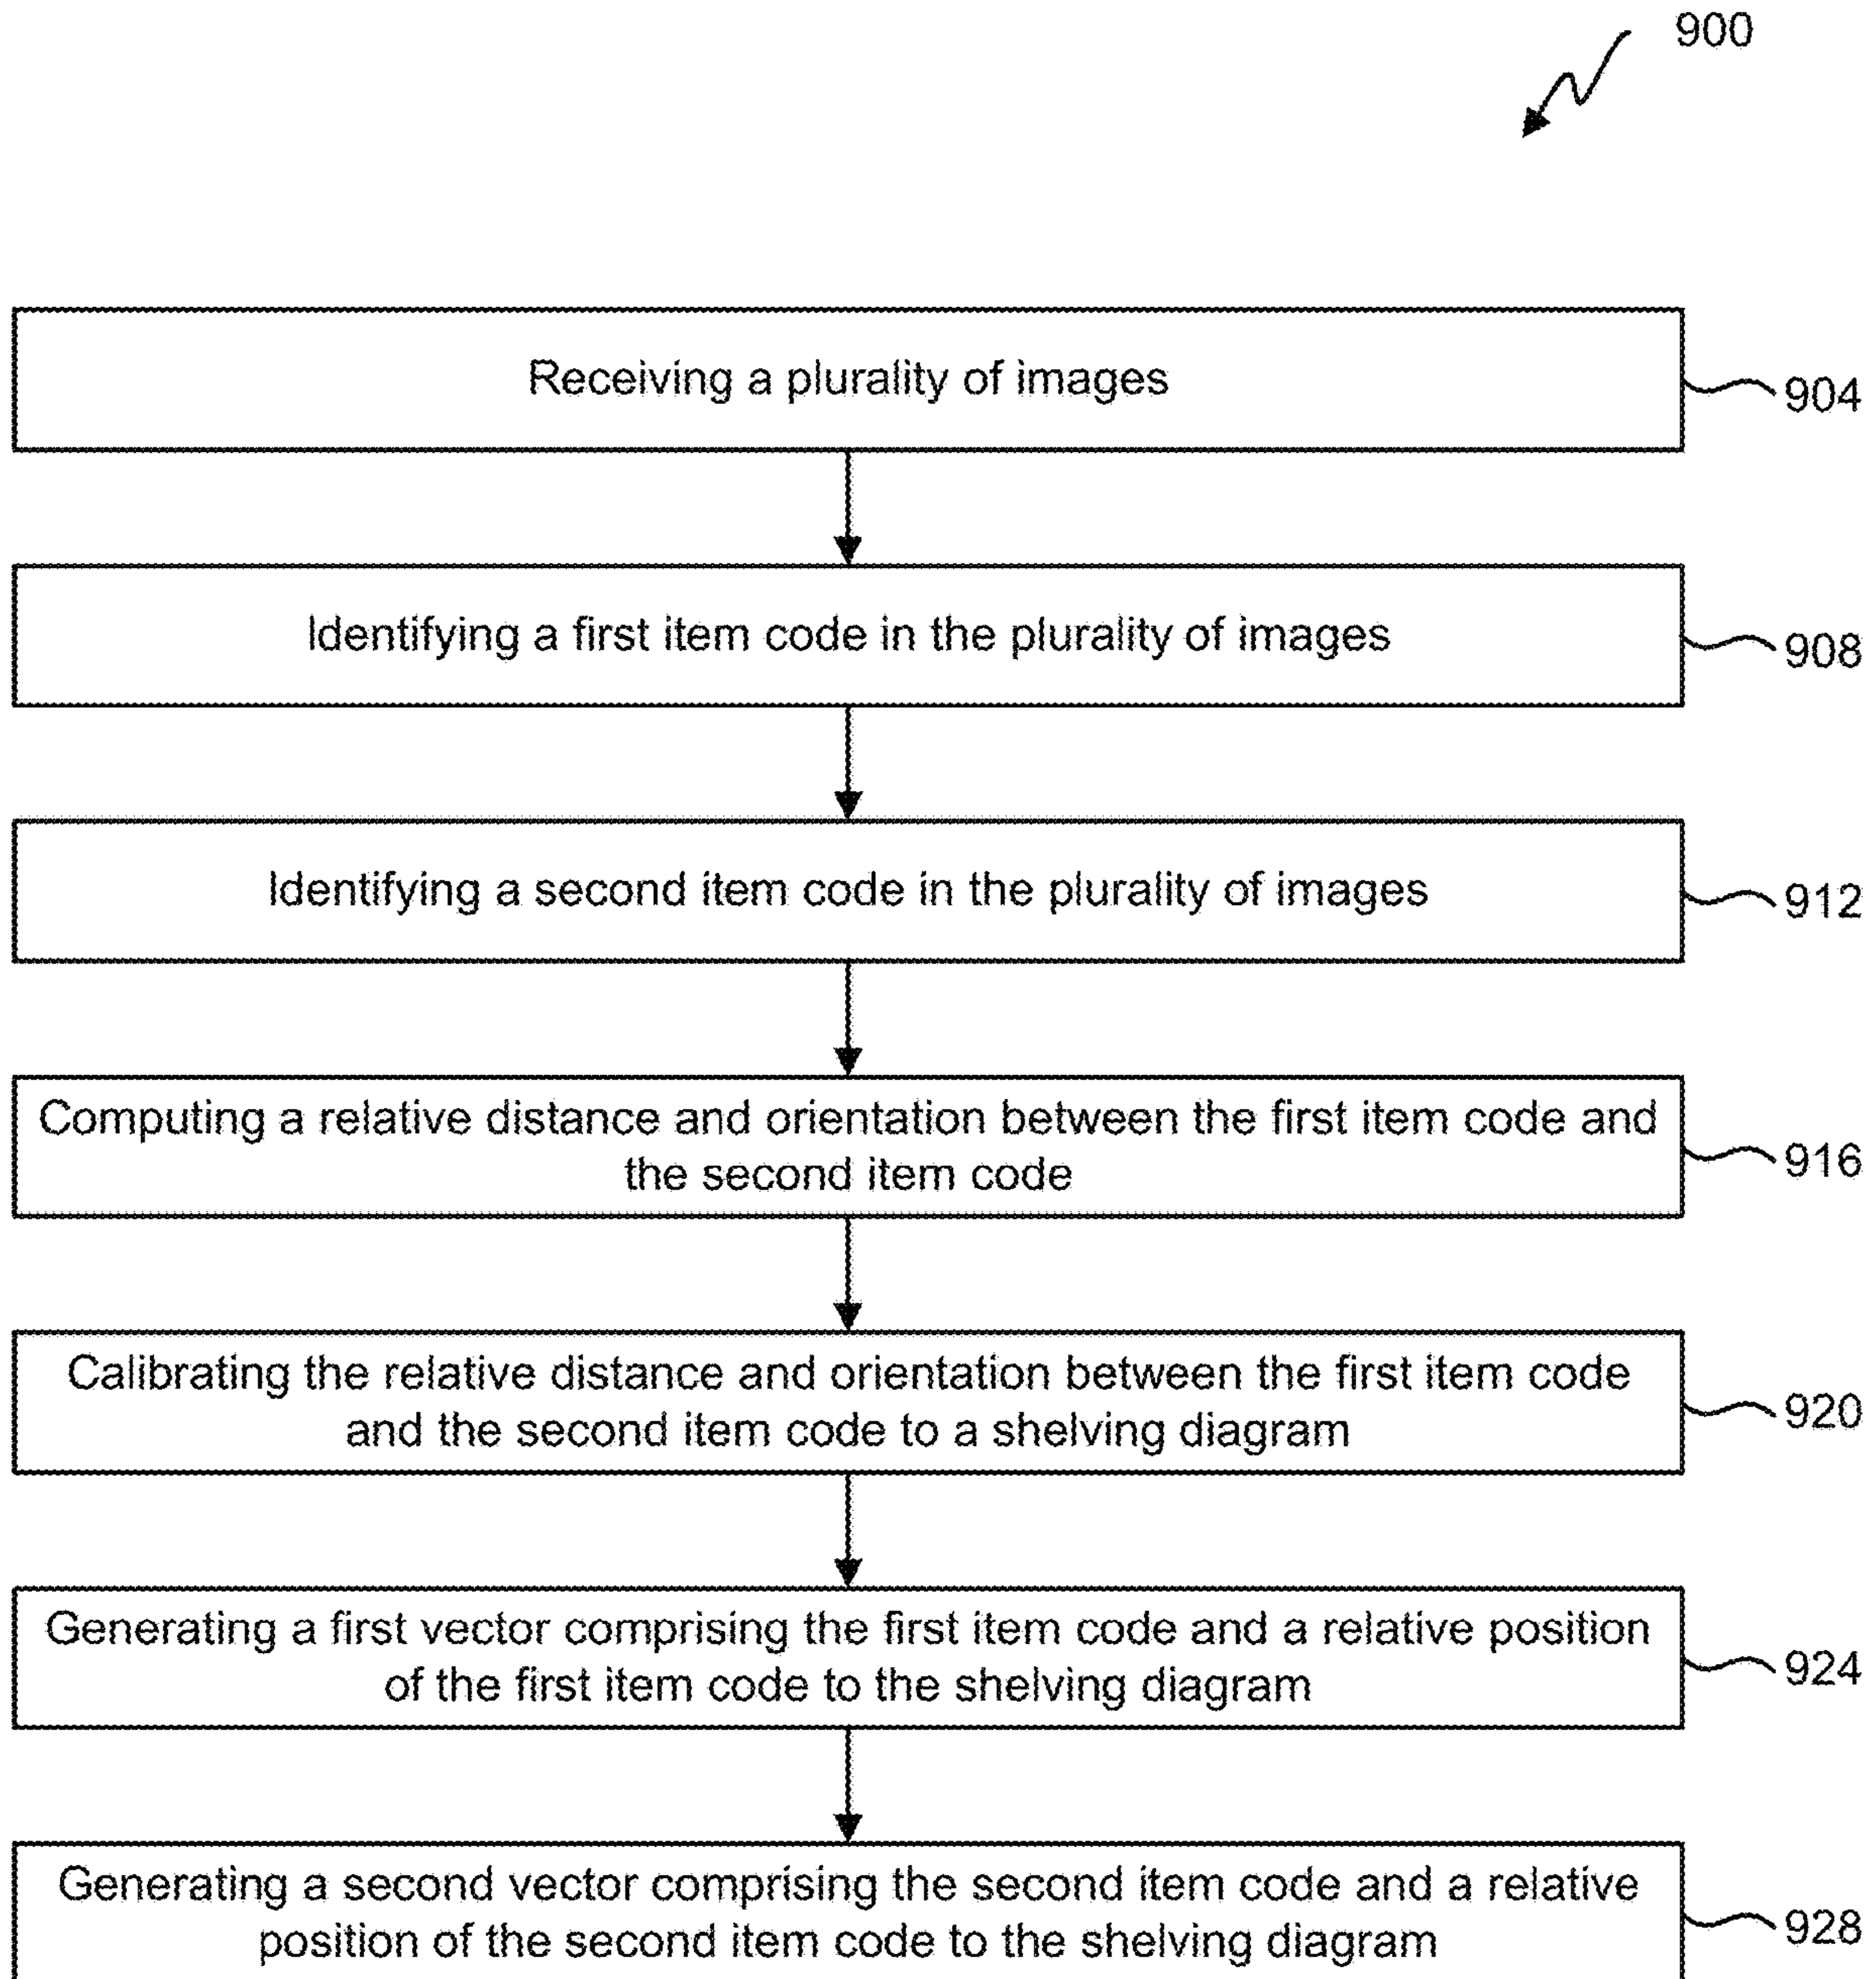 900
Receiving a plurality of images
904
Identifying a first item code in the plurality of images
908
Identifying a second item code in the plurality of images
912
Computing a relative distance and orientation between the first item code and
the second item code
916
Calibrating the relative distance and orientation between the first item code
and the second item code to a shelving diagram
920
Generating a first vector comprising the first item code and a relative position
of the first item code to the shelving diagram
924
Generating a second vector comprising the second item code and a relative
position of the second item code to the shelving diagram
928